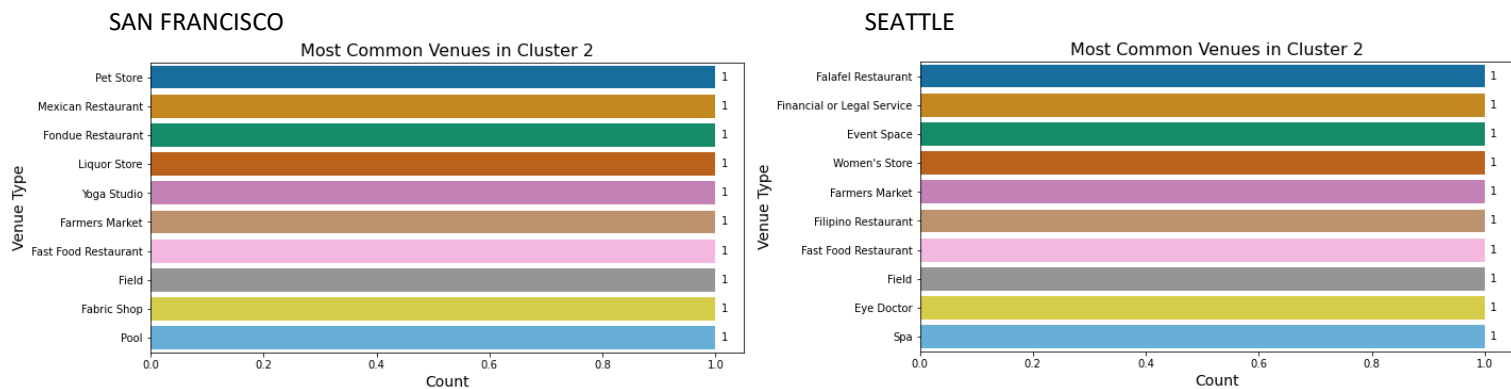 SAN FRANCISCO
Most Common Venues in Cluster 2
Venue Type
Pet Store 1
Mexican Restaurant 1
Fondue Restaurant 1
Liquor Store 1
Yoga Studio 1
Farmers Market 1
Fast Food Restaurant 1
Field 1
Fabric Shop 1
Pool 1
0.0 0.2 0.4 0.6 0.8 1.0
Count
SEATTLE
Most Common Venues in Cluster 2
Venue Type
Falafel Restaurant 1
Financial or Legal Service 1
Event Space 1
Women's Store 1
Farmers Market 1
Filipino Restaurant 1
Fast Food Restaurant 1
Field 1
Eye Doctor 1
Spa 1
0.0 0.2 0.4 0.6 0.8 1.0
Count